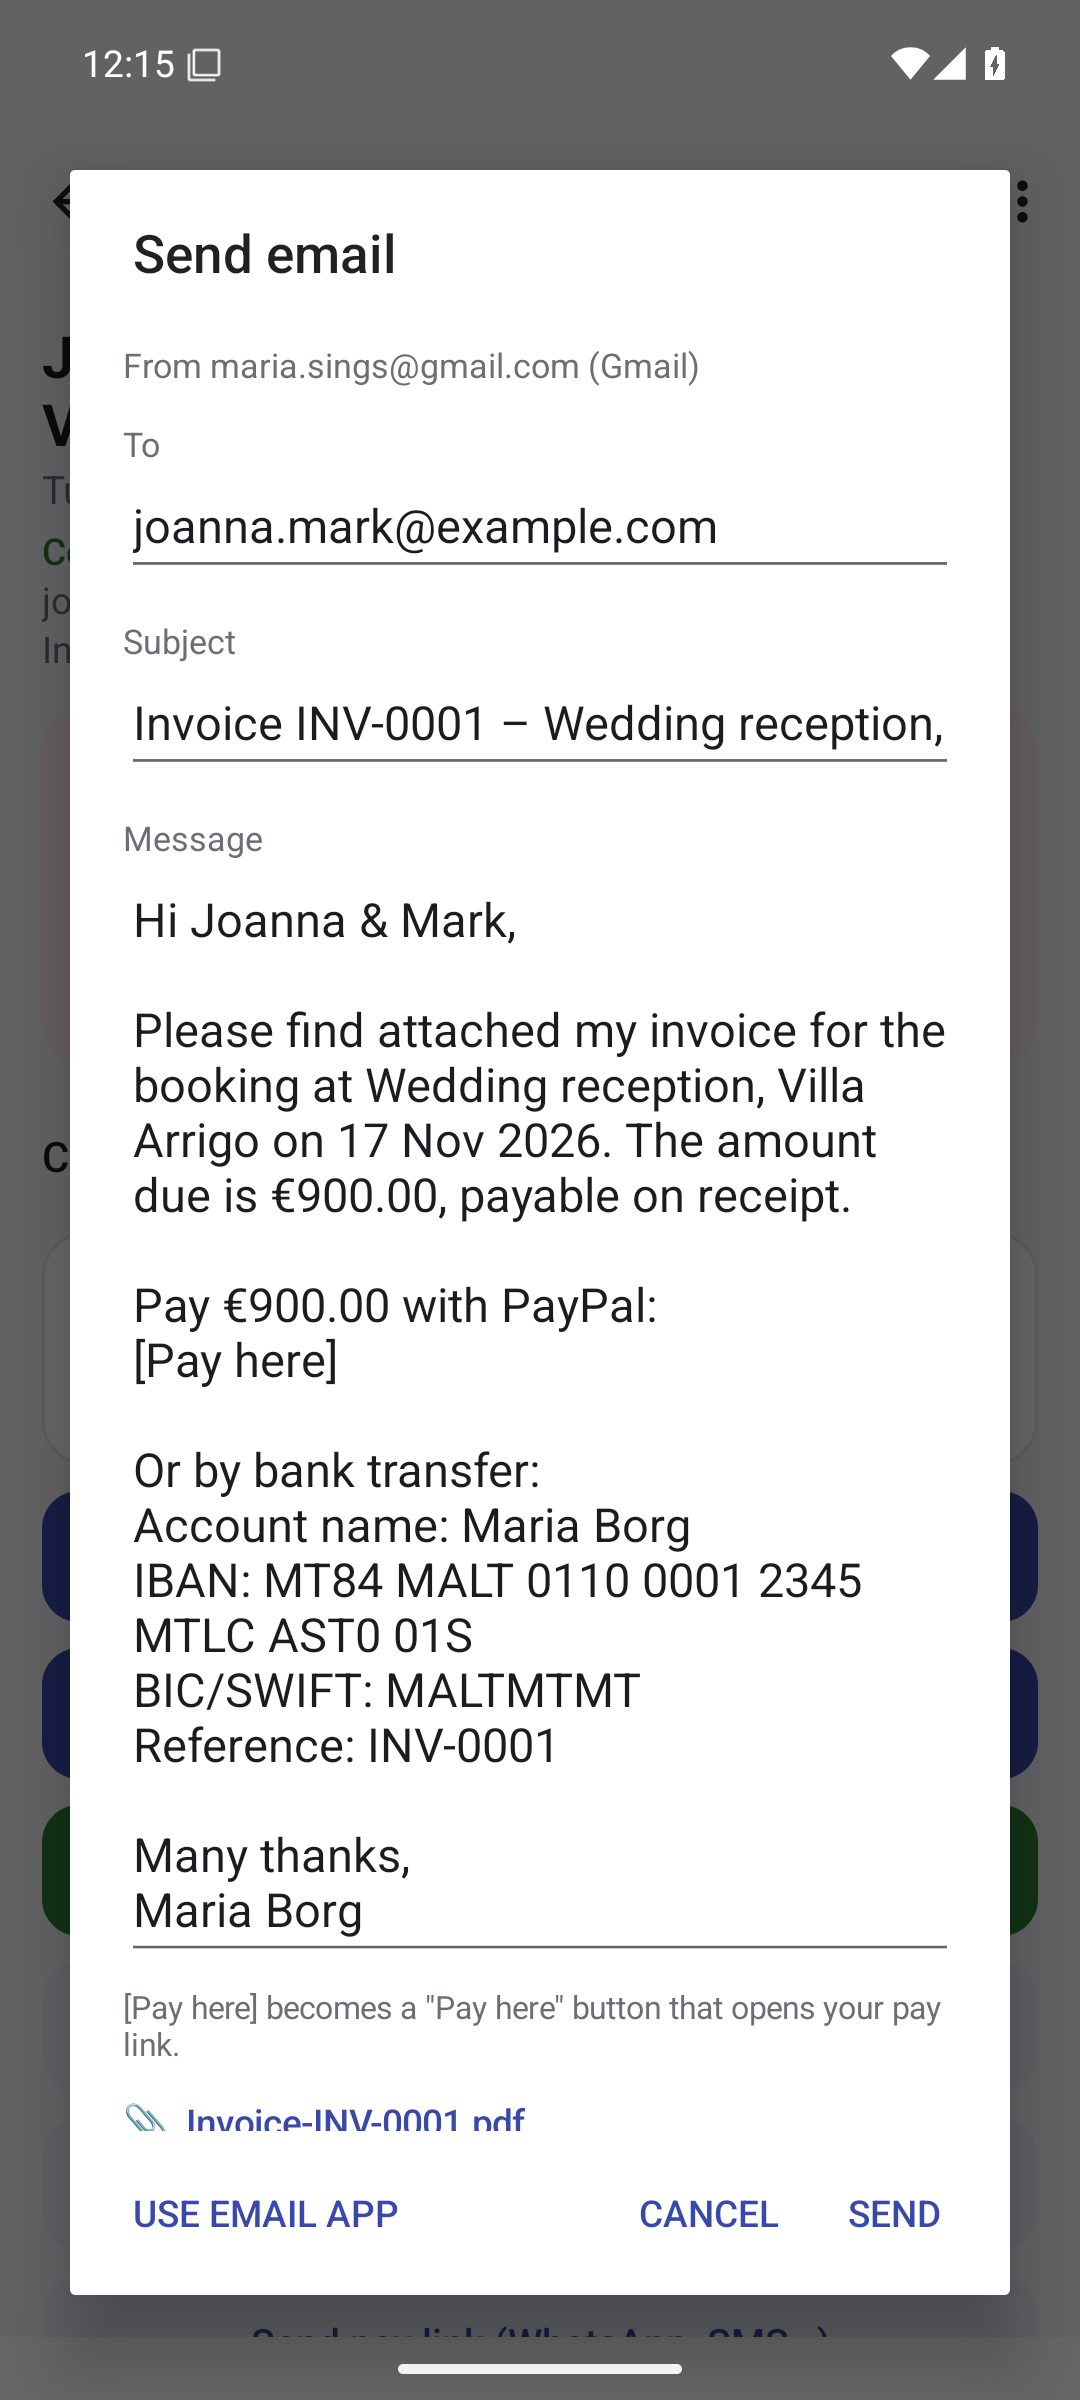 12:15
Send email
From maria.sings@gmail.com (Gmail)
To
joanna.mark@example.com
Subject
Invoice INV-0001 – Wedding reception,
Message
Hi Joanna & Mark,
Please find attached my invoice for the
booking at Wedding reception, Villa
Arrigo on 17 Nov 2026. The amount
due is €900.00, payable on receipt.
Pay €900.00 with PayPal:
[Pay here]
Or by bank transfer:
Account name: Maria Borg
IBAN: MT84 MALT 0110 0001 2345
MTLC AST0 01S
BIC/SWIFT: MALTMTMT
Reference: INV-0001
Many thanks,
Maria Borg
[Pay here] becomes a "Pay here" button that opens your pay
link.
Invoice-INV-0001.pdf
USE EMAIL APP
CANCEL
SEND
Send pay link (WhatsApp, SMS…)